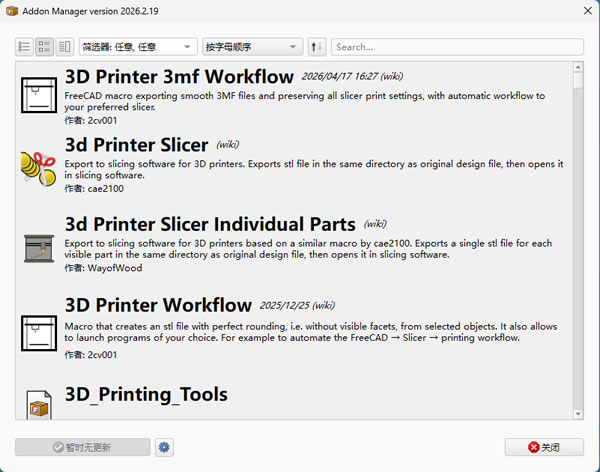 Addon Manager version 2026.2.19
筛选器: 任意, 任意
按字母顺序
Search...
3D Printer 3mf Workflow 2026/04/17 16:27 (wiki)
FreeCAD macro exporting smooth 3MF files and preserving all slicer print settings, with automatic workflow to
your preferred slicer.
作者: 2cv001
3d Printer Slicer (wiki)
Export to slicing software for 3D printers. Exports stl file in the same directory as original design file, then opens it
in slicing software.
作者: cae2100
3d Printer Slicer Individual Parts (wiki)
Export to slicing software for 3D printers based on a similar macro by cae2100. Exports a single stl file for each
visible part in the same directory as original design file, then opens it in slicing software.
作者: WayofWood
3D Printer Workflow 2025/12/25 (wiki)
Macro that creates an stl file with perfect rounding, i.e. without visible facets, from selected objects. It also allows
to launch programs of your choice. For example to automate the FreeCAD → Slicer → printing workflow.
作者: 2cv001
3D_Printing_Tools
暂时无更新
关闭